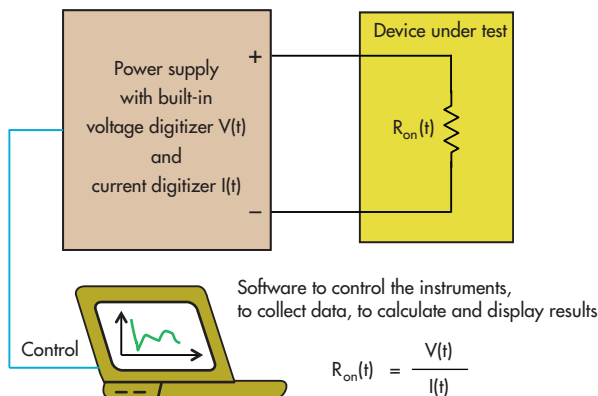 Power supply
with built-in
voltage digitizer V(t)
and
current digitizer I(t)
+
–
Device under test
Rₒₙ(t)
Control
Software to control the instruments,
to collect data, to calculate and display results
Rₒₙ(t) = V(t) / I(t)